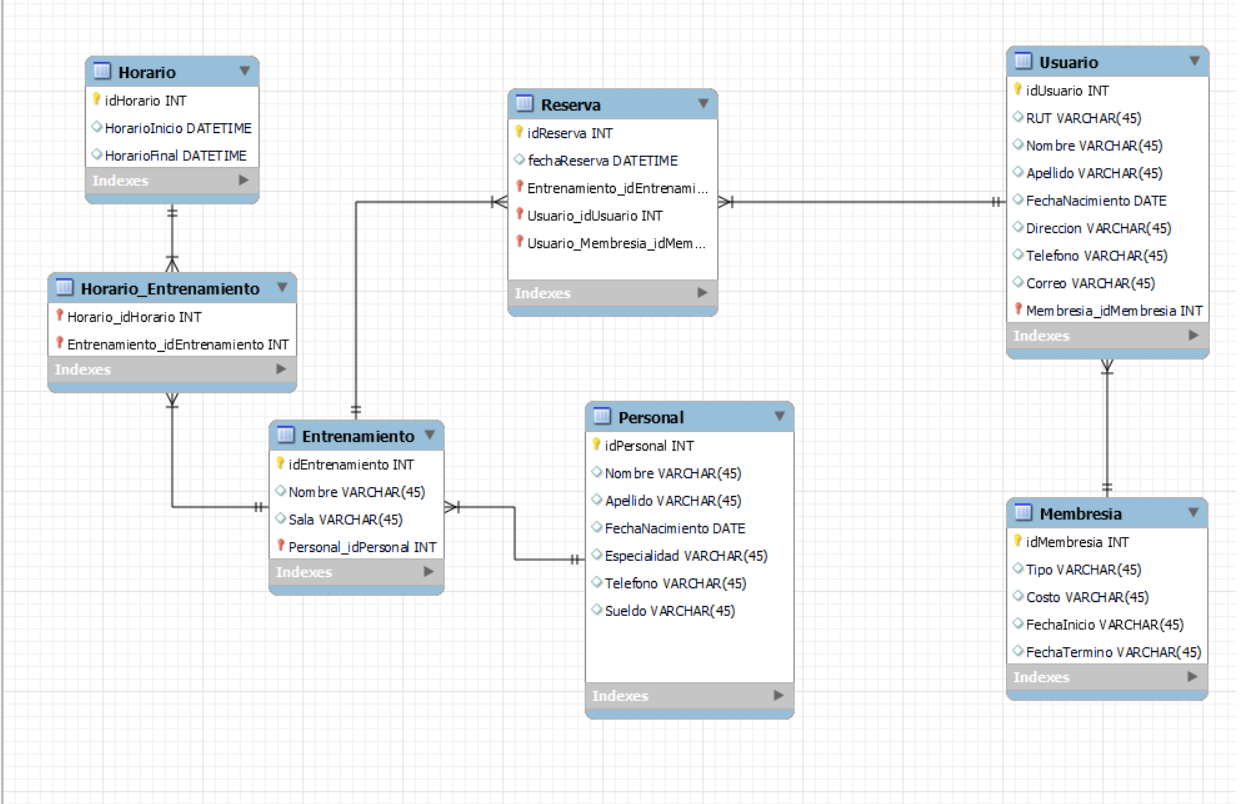 Horario
idHorario INT
HorarioInicio DATETIME
HorarioFinal DATETIME
Indexes
Horario_Entrenamiento
Horario_idHorario INT
Entrenamiento_idEntrenamiento INT
Indexes
Entrenamiento
idEntrenamiento INT
Nombre VARCHAR(45)
Sala VARCHAR(45)
Personal_idPersonal INT
Indexes
Reserva
idReserva INT
fechaReserva DATETIME
Entrenamiento_idEntrenami...
Usuario_idUsuario INT
Usuario_Membresia_idMem...
Indexes
Personal
idPersonal INT
Nombre VARCHAR(45)
Apellido VARCHAR(45)
FechaNacimiento DATE
Especialidad VARCHAR(45)
Telefono VARCHAR(45)
Sueldo VARCHAR(45)
Indexes
Usuario
idUsuario INT
RUT VARCHAR(45)
Nombre VARCHAR(45)
Apellido VARCHAR(45)
FechaNacimiento DATE
Direccion VARCHAR(45)
Telefono VARCHAR(45)
Correo VARCHAR(45)
Membresia_idMembresia INT
Indexes
Membresia
idMembresia INT
Tipo VARCHAR(45)
Costo VARCHAR(45)
FechaInicio VARCHAR(45)
FechaTermino VARCHAR(45)
Indexes